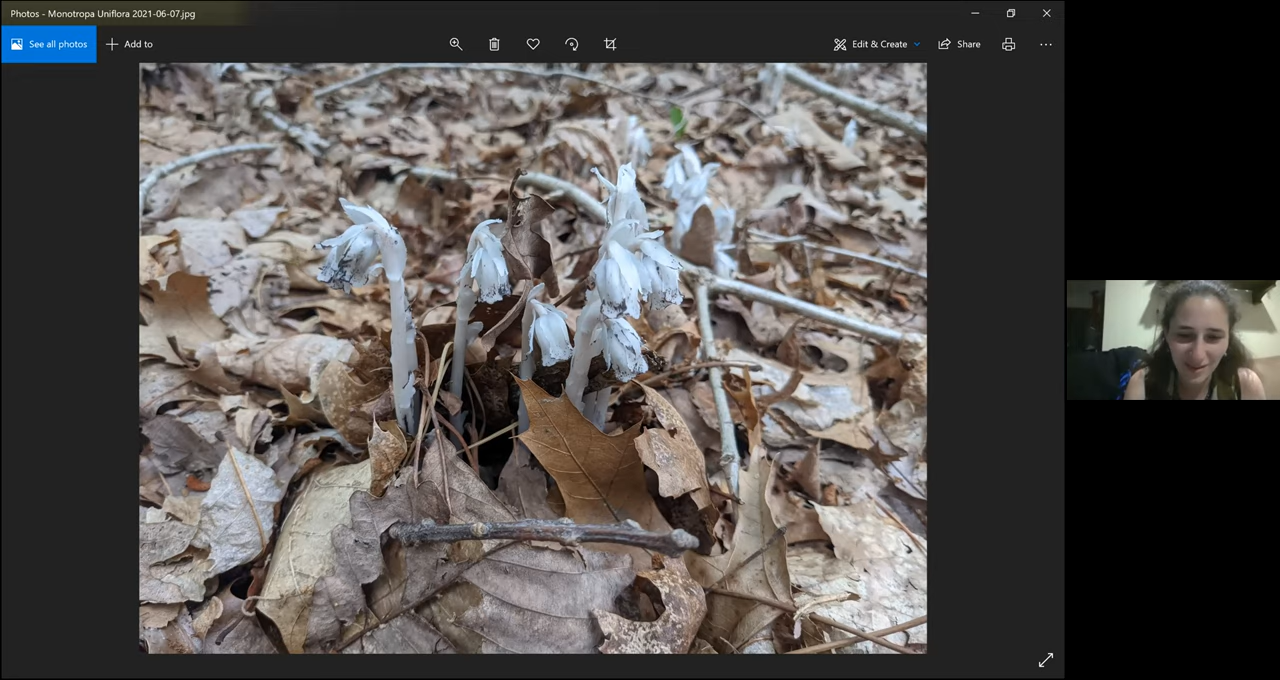 Photos - Monotropa Uniflora 2021-06-07.jpg
See all photos
Add to
Edit & Create
Share